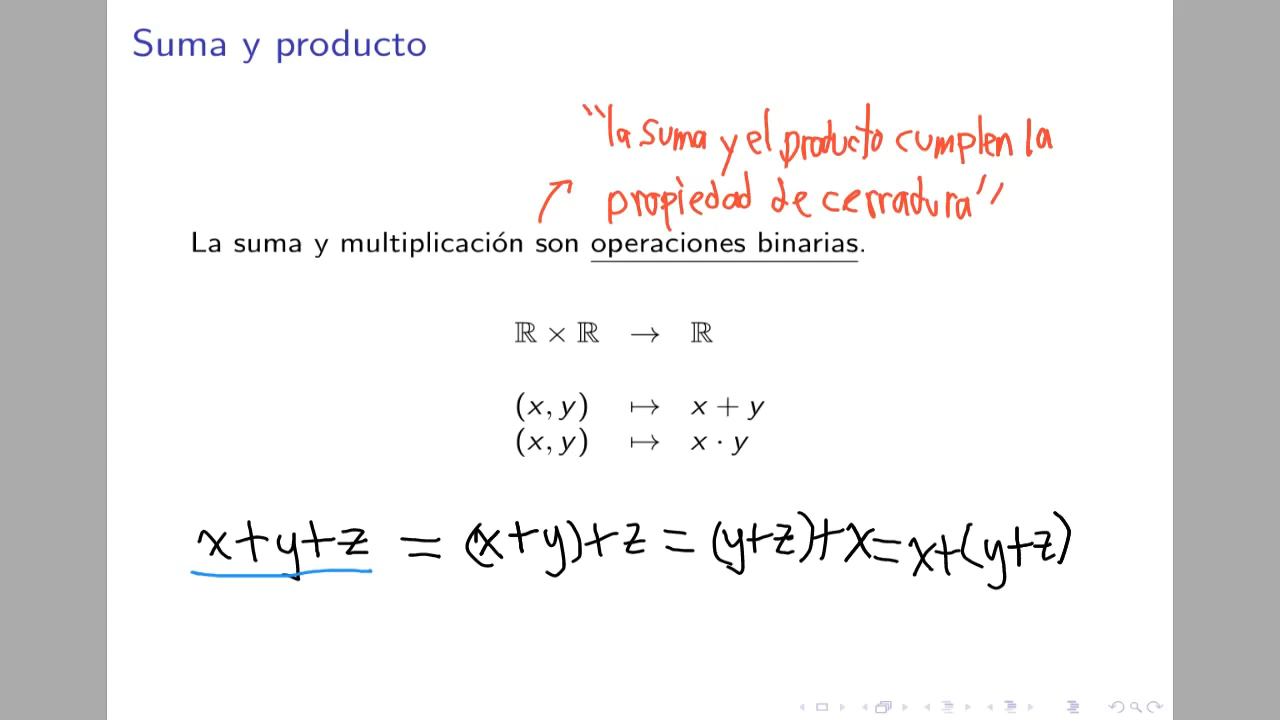 Suma y producto
"la suma y el producto cumplen la
propiedad de cerradura"
La suma y multiplicación son operaciones binarias.
ℝ × ℝ → ℝ
(x, y) ↦ x + y
(x, y) ↦ x · y
x+y+z = (x+y)+z = (y+z)+x = x+(y+z)